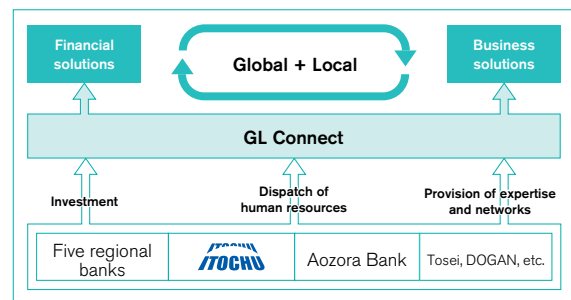 Financial
solutions
Global + Local
Business
solutions
GL Connect
Investment
Dispatch of
human resources
Provision of expertise
and networks
Five regional
banks
ITOCHU
ITOCHU
Aozora Bank
Tosei, DOGAN, etc.